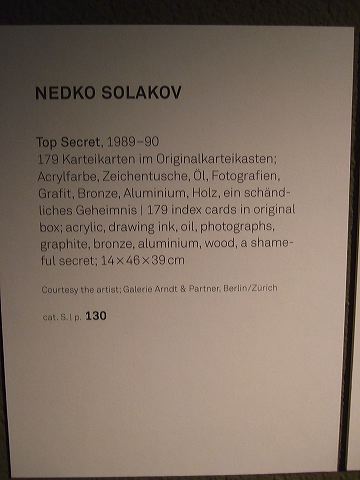 NEDKO SOLAKOV
Top Secret, 1989–90
179 Karteikarten im Originalkarteikasten;
Acrylfarbe, Zeichentusche, Öl, Fotografien,
Grafit, Bronze, Aluminium, Holz, ein schänd-
liches Geheimnis | 179 index cards in original
box; acrylic, drawing ink, oil, photographs,
graphite, bronze, aluminium, wood, a shame-
ful secret; 14 × 46 × 39 cm
Courtesy the artist; Galerie Arndt & Partner, Berlin/Zürich
cat. S. | p. 130